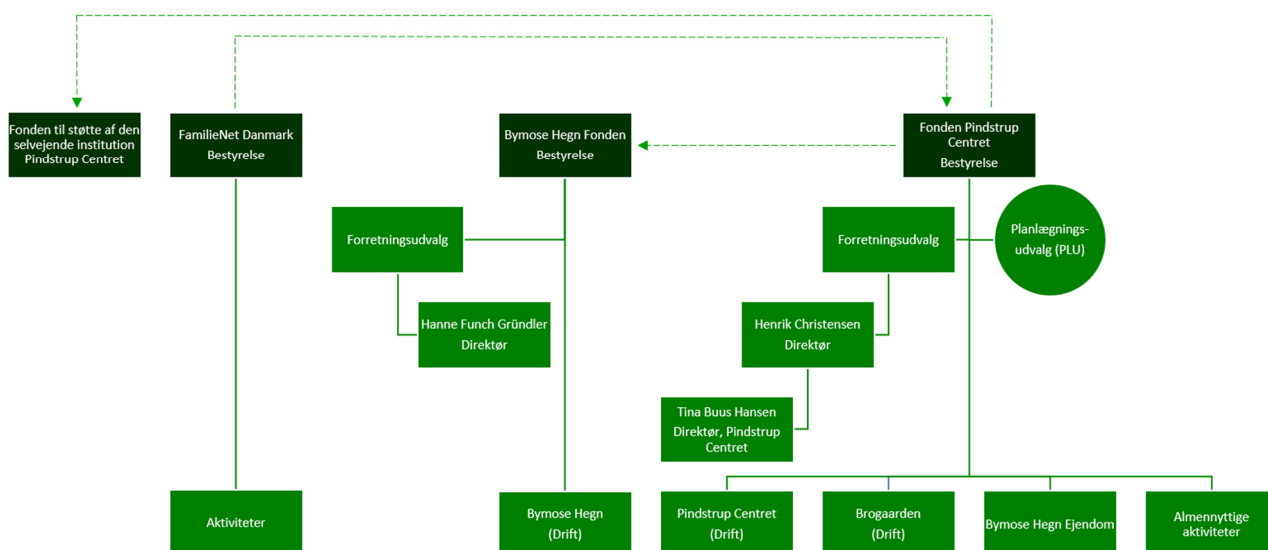 Fonden til støtte af den
selvejende institution
Pindstrup Centret
FamilieNet Danmark
Bestyrelse
Bymose Hegn Fonden
Bestyrelse
Fonden Pindstrup
Centret
Bestyrelse
Forretningsudvalg
Forretningsudvalg
Planlægnings-
udvalg (PLU)
Hanne Funch Gründler
Direktør
Henrik Christensen
Direktør
Tina Buus Hansen
Direktør, Pindstrup
Centret
Aktiviteter
Bymose Hegn
(Drift)
Pindstrup Centret
(Drift)
Brogaarden
(Drift)
Bymose Hegn Ejendom
Almennyttige
aktiviteter